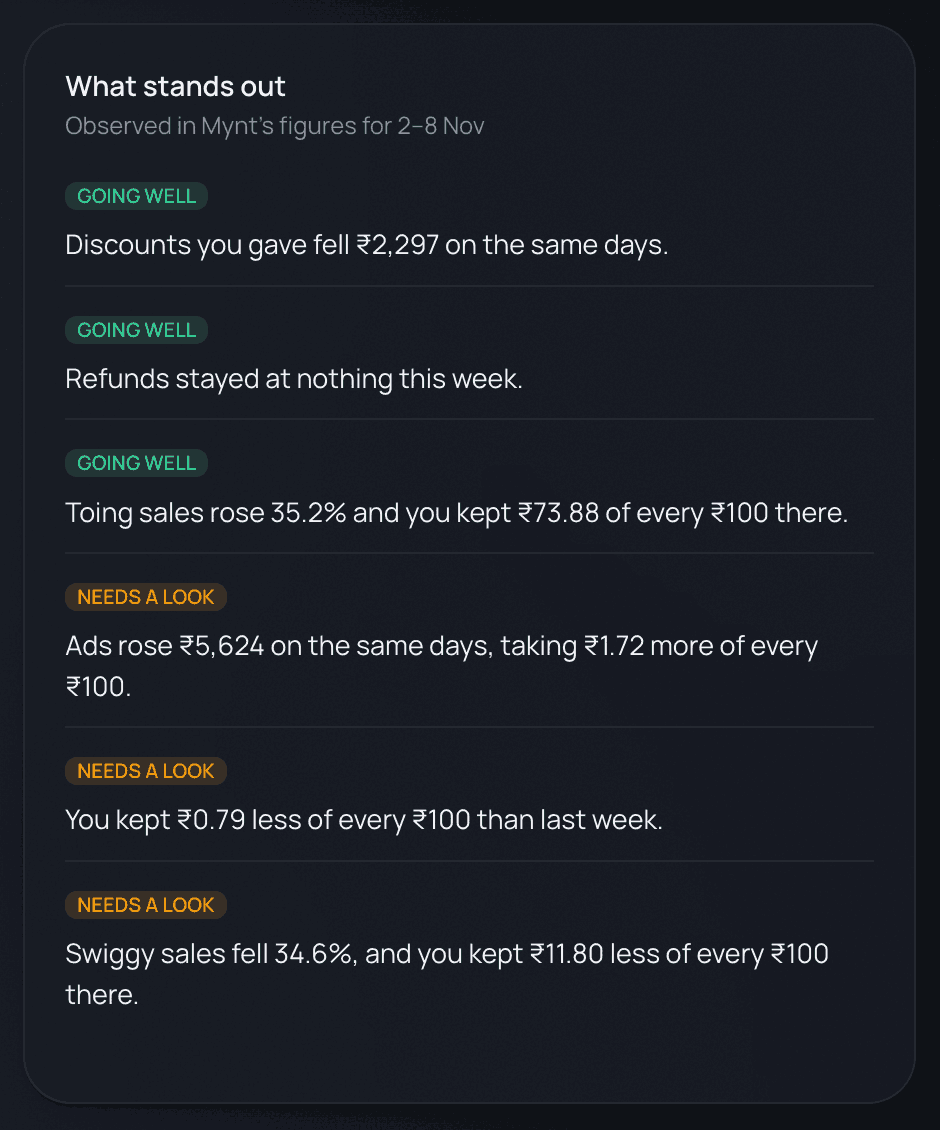 What stands out
Observed in Mynt's figures for 2–8 Nov
GOING WELL
Discounts you gave fell ₹2,297 on the same days.
GOING WELL
Refunds stayed at nothing this week.
GOING WELL
Toing sales rose 35.2% and you kept ₹73.88 of every ₹100 there.
NEEDS A LOOK
Ads rose ₹5,624 on the same days, taking ₹1.72 more of every
₹100.
NEEDS A LOOK
You kept ₹0.79 less of every ₹100 than last week.
NEEDS A LOOK
Swiggy sales fell 34.6%, and you kept ₹11.80 less of every ₹100
there.